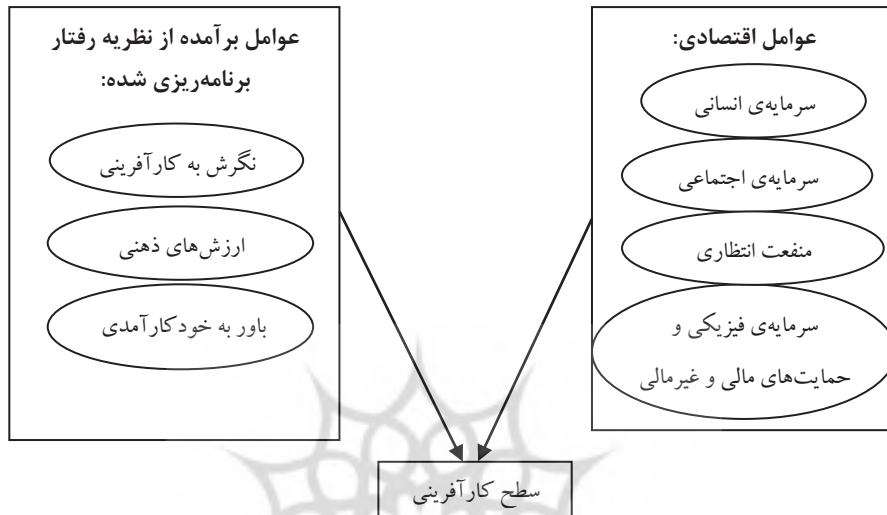 عوامل اقتصادی:
سرمایه‌ی انسانی
سرمایه‌ی اجتماعی
منفعت انتظاری
سرمایه‌ی فیزیکی و
حمایت‌های مالی و غیرمالی
عوامل برآمده از نظریه رفتار
برنامه‌ریزی شده:
نگرش به کارآفرینی
ارزش‌های ذهنی
باور به خودکارآمدی
سطح کارآفرینی